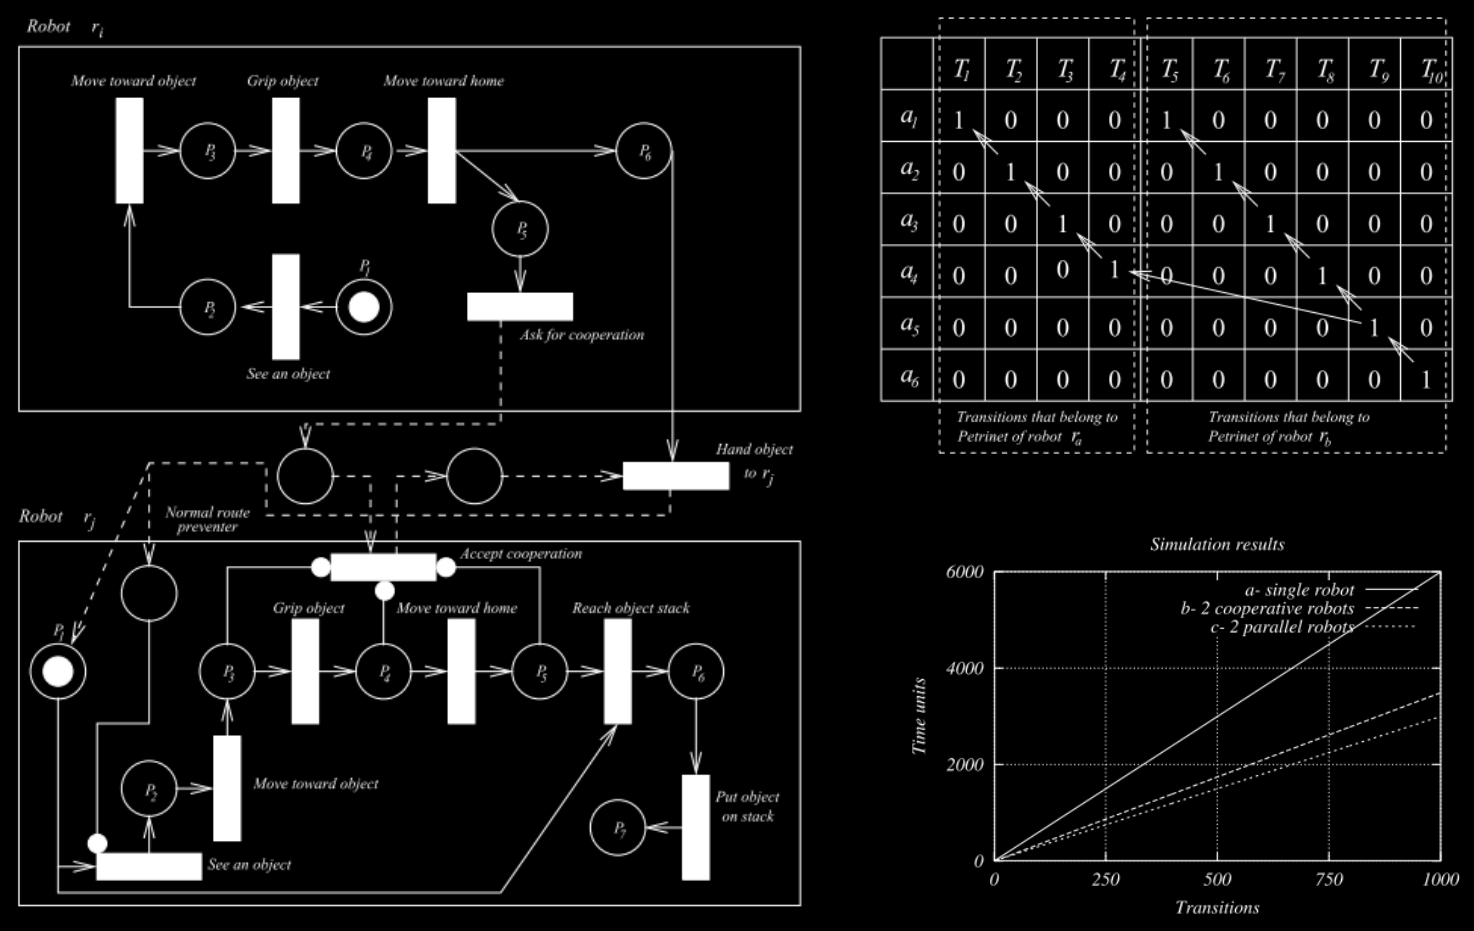 Robot r_i
Move toward object
Grip object
Move toward home
P_3
P_4
P_6
P_5
P_1
P_2
Ask for cooperation
See an object
Hand object
to r_j
Robot r_j
Normal route
preventer
Accept cooperation
Grip object
Move toward home
Reach object stack
P_1
P_3
P_4
P_5
P_6
P_2
Move toward object
Put object
on stack
P_7
See an object
T_1 T_2 T_3 T_4 T_5 T_6 T_7 T_8 T_9 T_10
a_1 1 0 0 0 1 0 0 0 0 0
a_2 0 1 0 0 0 1 0 0 0 0
a_3 0 0 1 0 0 0 1 0 0 0
a_4 0 0 0 1 0 0 0 1 0 0
a_5 0 0 0 0 0 0 0 0 1 0
a_6 0 0 0 0 0 0 0 0 0 1
Transitions that belong to
Petrinet of robot r_a
Transitions that belong to
Petrinet of robot r_b
Simulation results
6000
a- single robot
b- 2 cooperative robots
c- 2 parallel robots
4000
Time units
2000
0
0 250 500 750 1000
Transitions